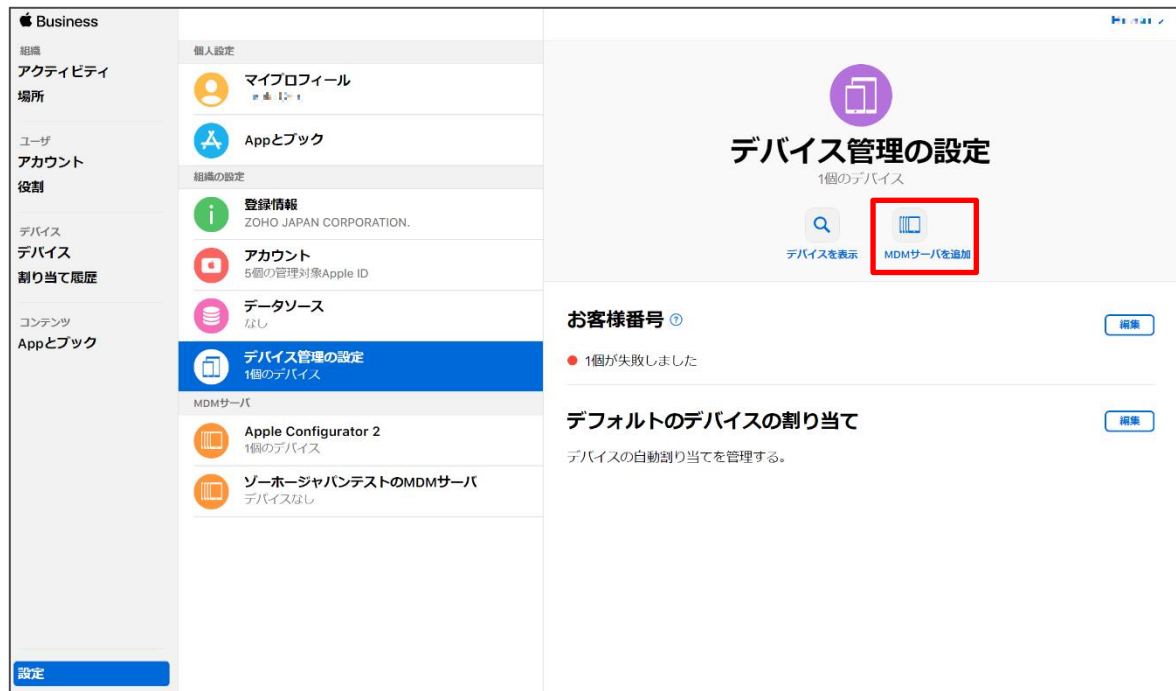 Business
組織
アクティビティ
場所
ユーザ
アカウント
役割
デバイス
デバイス
割り当て履歴
コンテンツ
Appとブック
設定
個人設定
マイプロフィール
Appとブック
組織の設定
登録情報
ZOHO JAPAN CORPORATION.
アカウント
5個の管理対象Apple ID
データソース
なし
デバイス管理の設定
1個のデバイス
MDMサーバ
Apple Configurator 2
1個のデバイス
ゾーホージャパンテストのMDMサーバ
デバイスなし
デバイス管理の設定
1個のデバイス
デバイスを表示
MDMサーバを追加
お客様番号
編集
1個が失敗しました
デフォルトのデバイスの割り当て
編集
デバイスの自動割り当てを管理する。